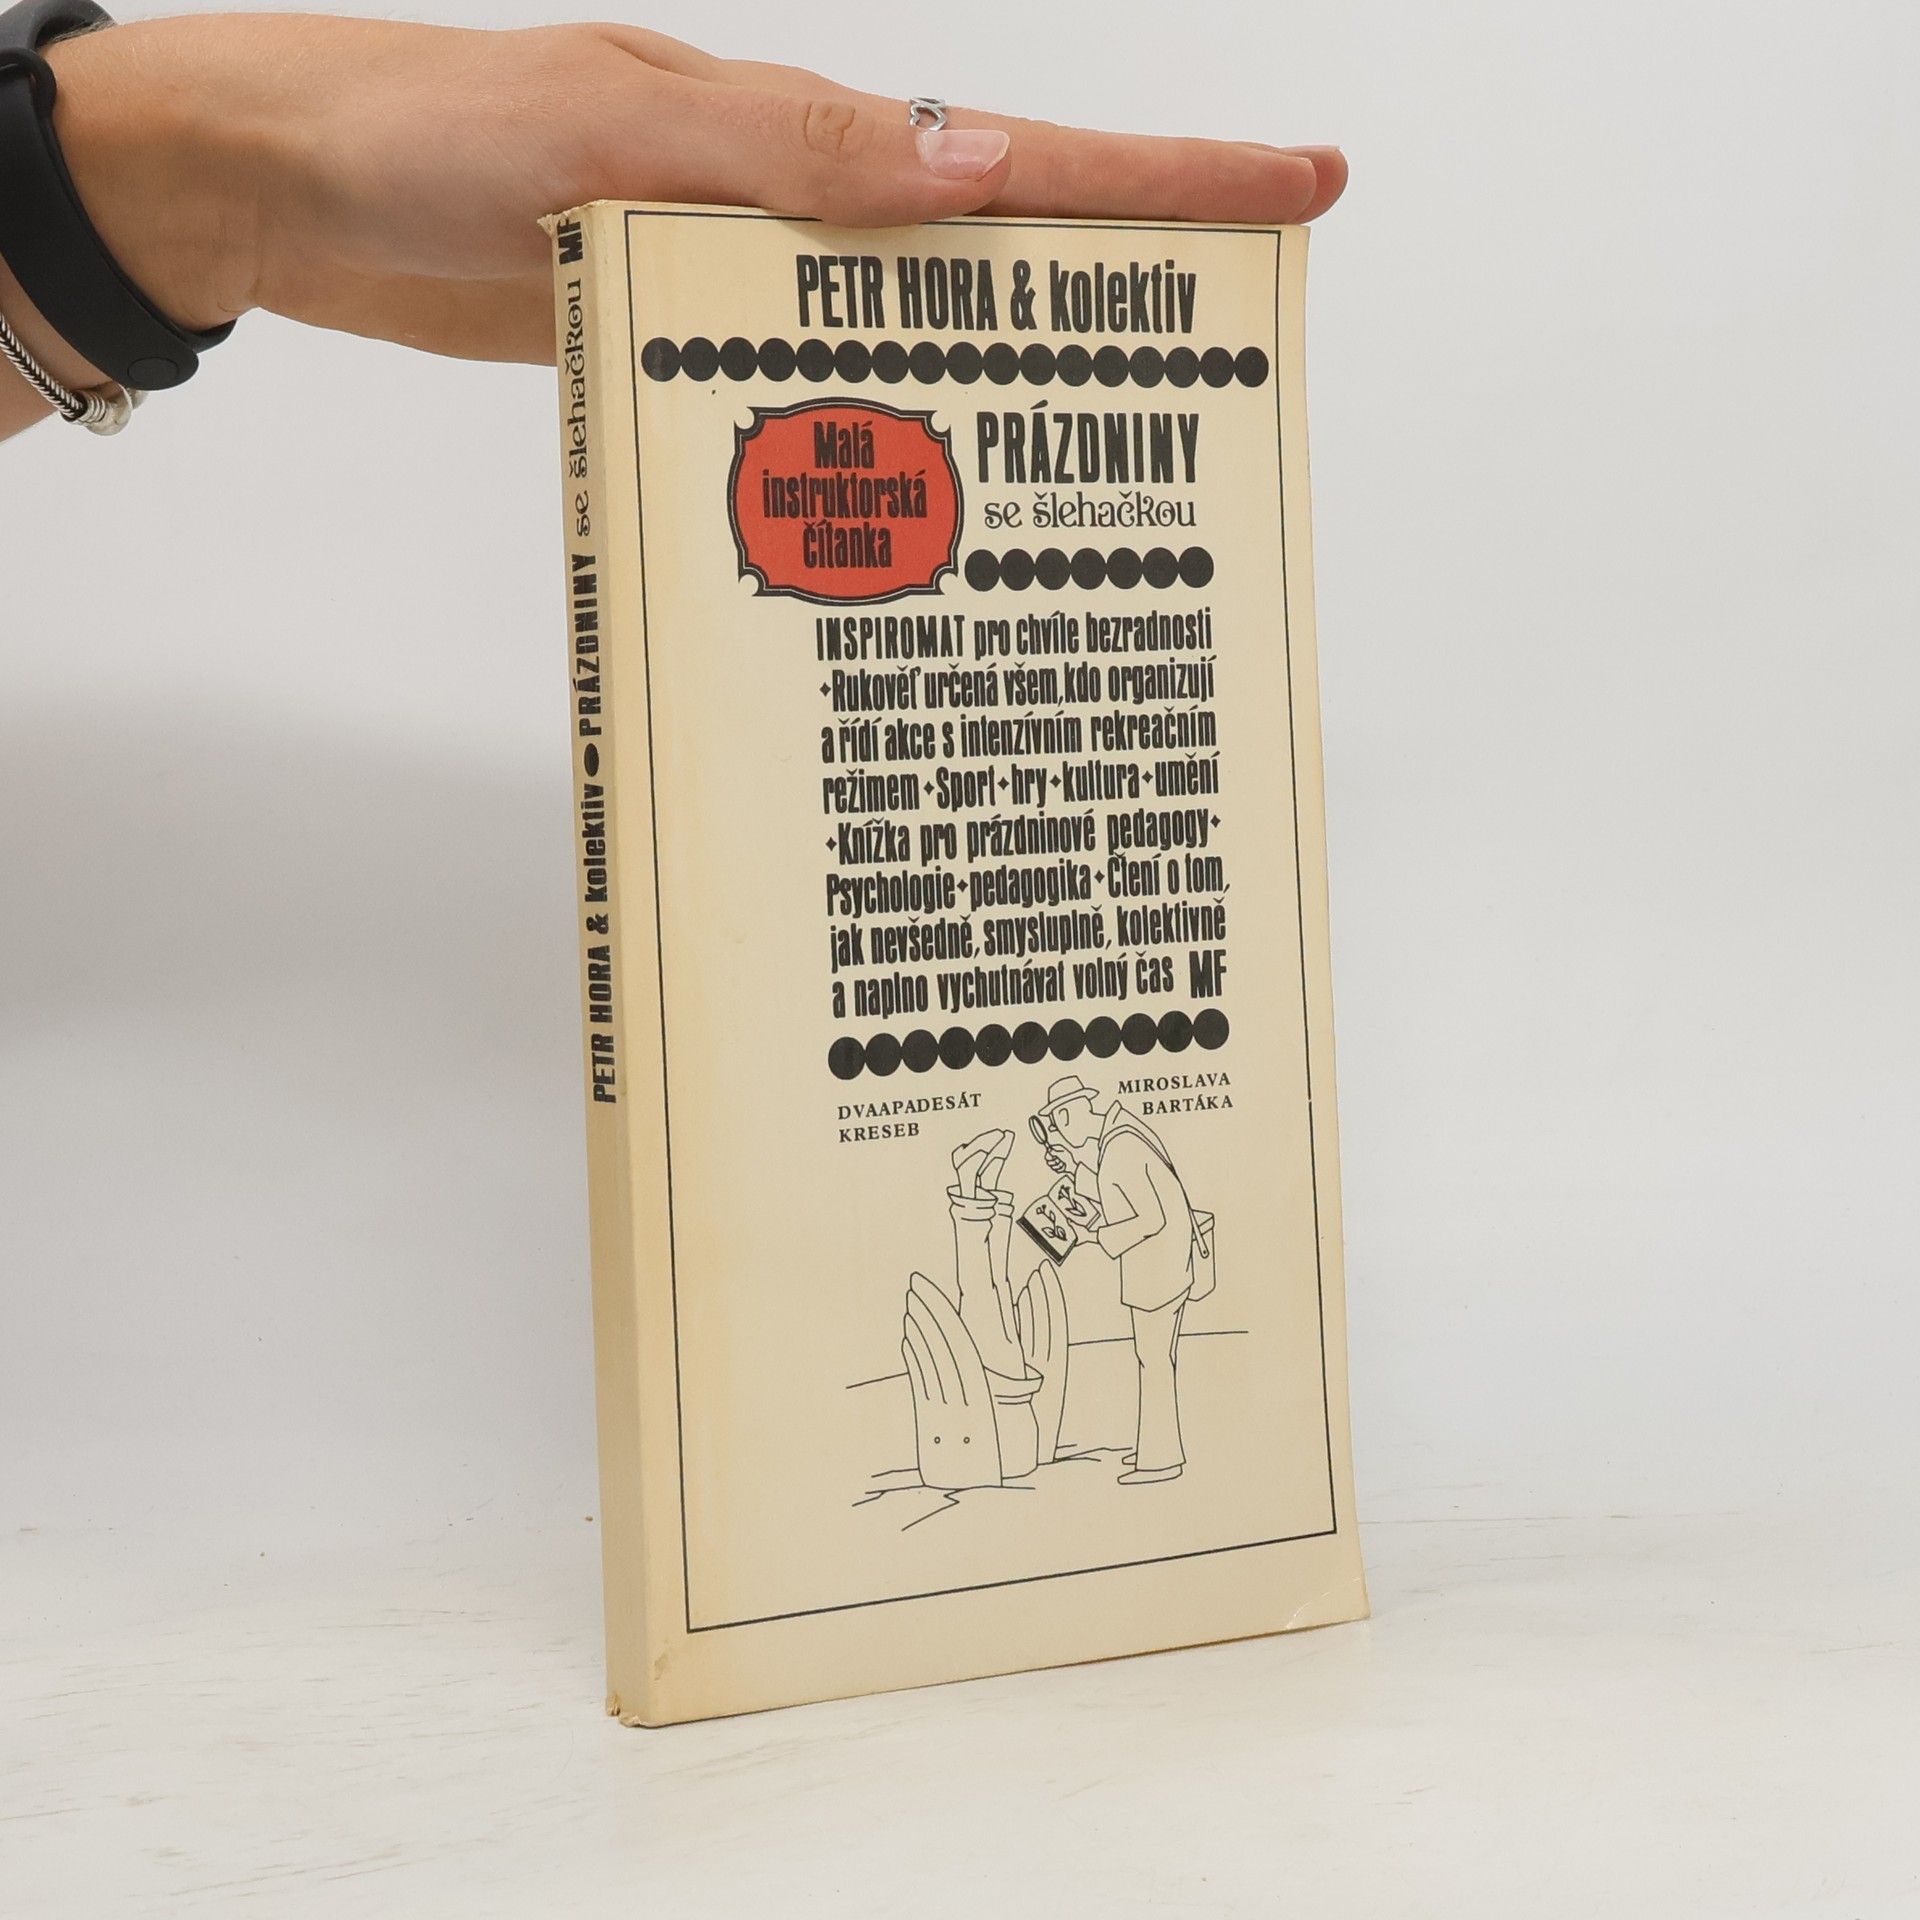 PETR HORA & kolektiv
Malá
instruktorská
čítanka
PRÁZDNINY
se šlehačkou
INSPIROMAT pro chvíle bezradnosti
✦Rukověť určená všem, kdo organizují
a řídí akce s intenzívním rekreačním
režimem✦Sport✦hry✦kultura✦umění
✦Knížka pro prázdninové pedagogy✦
Psychologie✦pedagogika✦Čtení o tom,
jak nevšedně, smysluplně, kolektivně
a naplno vychutnávat volný čas MF
DVAAPADESÁT
KRESEB
MIROSLAVA
BARTÁKA
PETR HORA & kolektiv ● PRÁZDNINY se šlehačkou MF